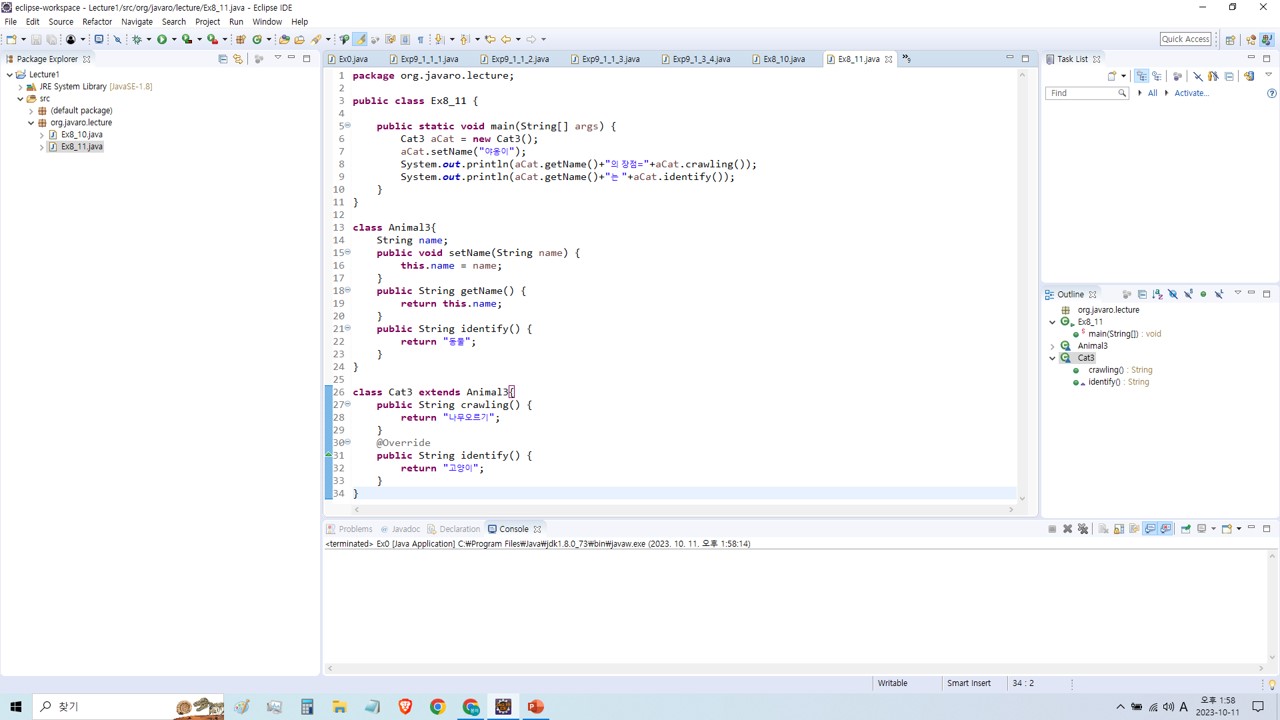 eclipse-workspace - Lecture1/src/org/javaro/lecture/Ex8_11.java - Eclipse IDE
File Edit Source Refactor Navigate Search Project Run Window Help
Quick Access
Package Explorer
Lecture1
JRE System Library [JavaSE-1.8]
src
(default package)
org.javaro.lecture
Ex8_10.java
Ex8_11.java
Ex0.java Exp9_1_1_1.java Exp9_1_1_2.java Exp9_1_1_3.java Exp9_1_3_4.java Ex8_10.java Ex8_11.java
1 package org.javaro.lecture;
2
3 public class Ex8_11 {
4
5 public static void main(String[] args) {
6 Cat3 aCat = new Cat3();
7 aCat.setName("야옹이");
8 System.out.println(aCat.getName()+"의 장점="+aCat.crawling());
9 System.out.println(aCat.getName()+"는 "+aCat.identify());
10 }
11 }
12
13 class Animal3{
14 String name;
15 public void setName(String name) {
16 this.name = name;
17 }
18 public String getName() {
19 return this.name;
20 }
21 public String identify() {
22 return "동물";
23 }
24 }
25
26 class Cat3 extends Animal3{
27 public String crawling() {
28 return "나무오르기";
29 }
30 @Override
31 public String identify() {
32 return "고양이";
33 }
34 }
Task List
Find All Activate...
Outline
org.javaro.lecture
Ex8_11
main(String[]) : void
Animal3
Cat3
crawling() : String
identify() : String
Problems Javadoc Declaration Console
<terminated> Ex0 [Java Application] C:₩Program Files₩Java₩jdk1.8.0_73₩bin₩javaw.exe (2023. 10. 11. 오후 1:58:14)
Writable Smart Insert 34 : 2
찾기
A 오후 1:58
2023-10-11